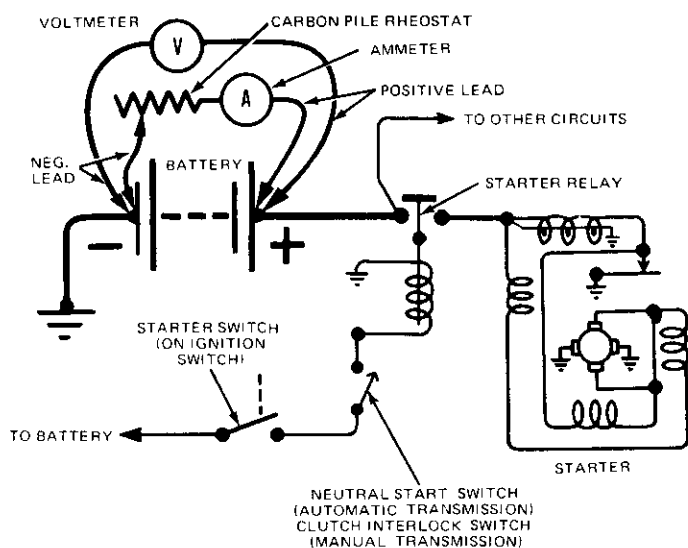 VOLTMETER
V
CARBON PILE RHEOSTAT
AMMETER
A
POSITIVE LEAD
TO OTHER CIRCUITS
NEG.
LEAD
BATTERY
STARTER RELAY
STARTER SWITCH
(ON IGNITION
SWITCH)
TO BATTERY
STARTER
NEUTRAL START SWITCH
(AUTOMATIC TRANSMISSION)
CLUTCH INTERLOCK SWITCH
(MANUAL TRANSMISSION)